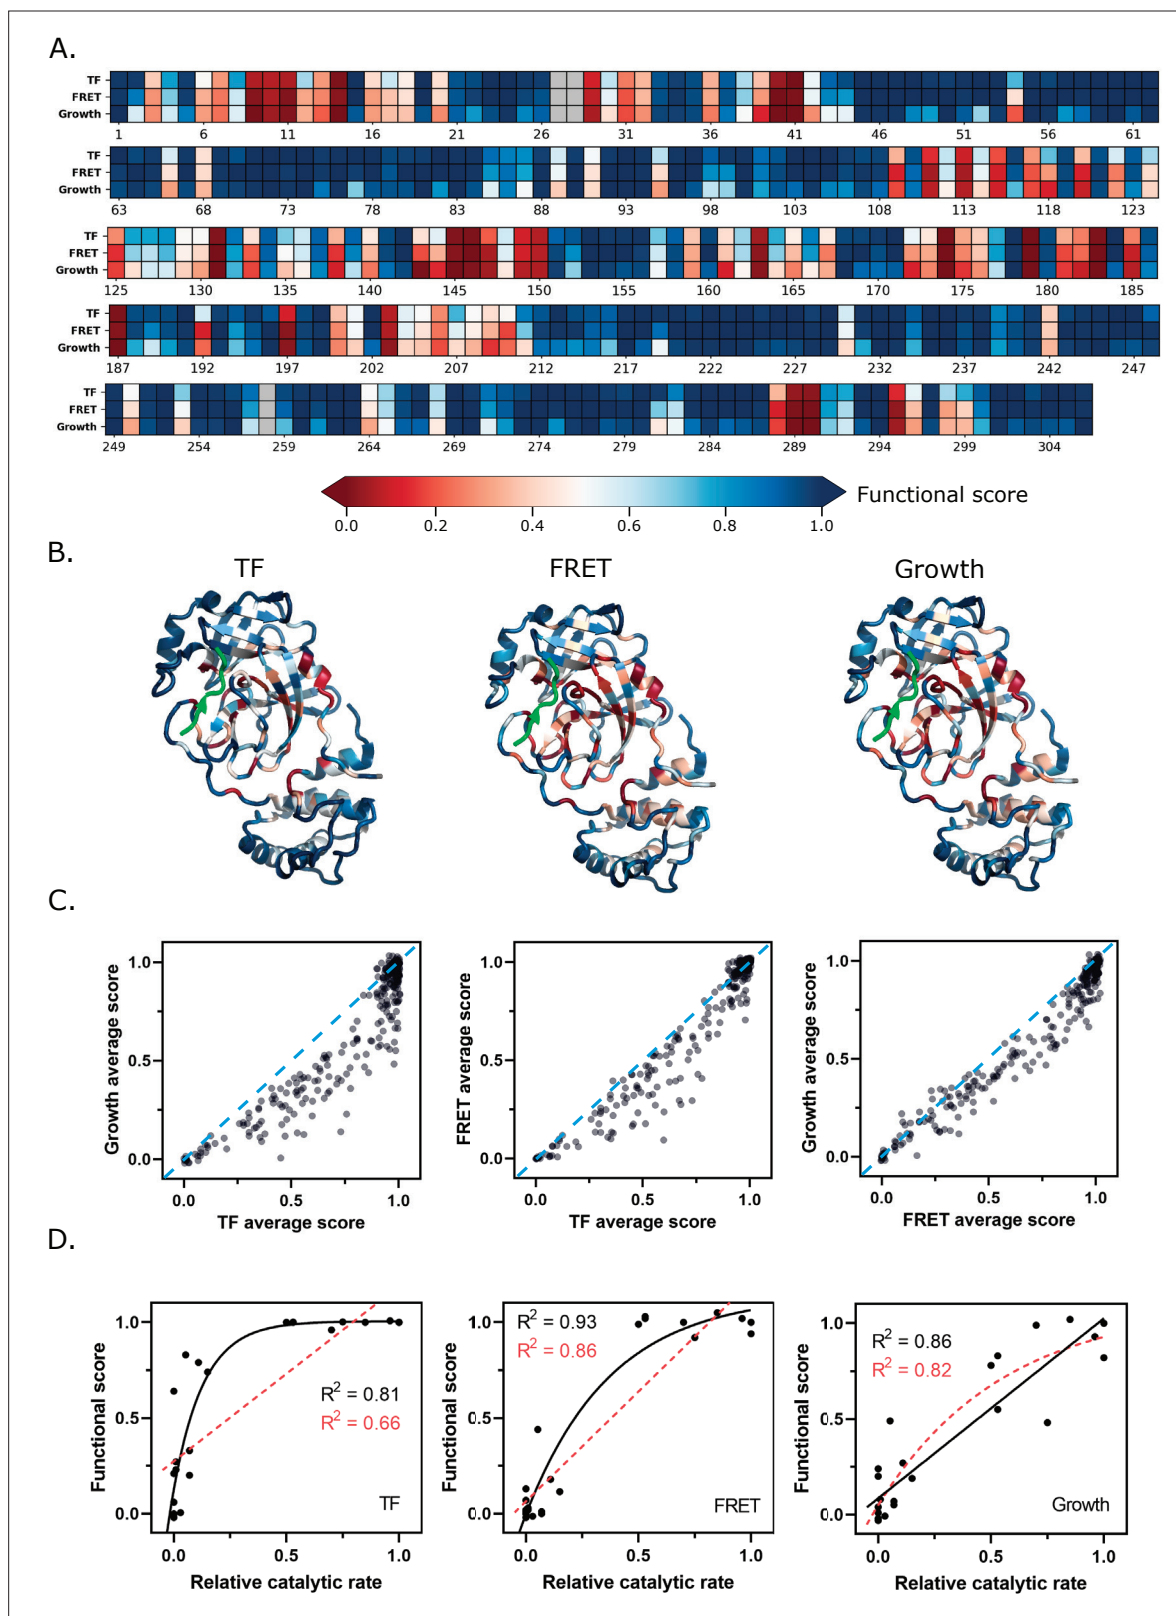 A.
TF
FRET
Growth
1 6 11 16 21 26 31 36 41 46 51 56 61
TF
FRET
Growth
63 68 73 78 83 88 93 98 103 108 113 118 123
TF
FRET
Growth
125 130 135 140 145 150 155 160 165 170 175 180 185
TF
FRET
Growth
187 192 197 202 207 212 217 222 227 232 237 242 247
TF
FRET
Growth
249 254 259 264 269 274 279 284 289 294 299 304
Functional score
0.0 0.2 0.4 0.6 0.8 1.0
B.
TF FRET Growth
C.
Growth average score
1.0
0.5
0.0
0.0 0.5 1.0
TF average score
FRET average score
1.0
0.5
0.0
0.0 0.5 1.0
TF average score
Growth average score
1.0
0.5
0.0
0.0 0.5 1.0
FRET average score
D.
Functional score
1.0
0.5
0.0
R² = 0.81
R² = 0.66
TF
0.0 0.5 1.0
Relative catalytic rate
Functional score
1.0
0.5
0.0
R² = 0.93
R² = 0.86
FRET
0.0 0.5 1.0
Relative catalytic rate
Functional score
1.0
0.5
0.0
R² = 0.86
R² = 0.82
Growth
0.0 0.5 1.0
Relative catalytic rate